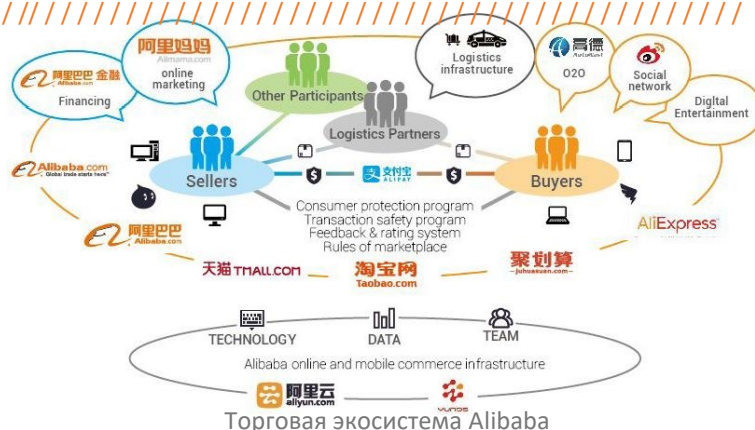 阿里妈妈
Alimama.com
online
marketing
阿里巴巴 金融
Alibaba.com
Financing
Other Participants
Logistics
infrastructure
高德
AutoNavi
O2O
Social
network
Digital
Entertainment
Logistics Partners
Alibaba.com
Global trade starts here™
Sellers
支付宝
ALIPAY
Buyers
Consumer protection program
Transaction safety program
Feedback & rating system
Rules of marketplace
阿里巴巴
Alibaba.com
AliExpress
天猫 TMALL.COM
淘宝网
Taobao.com
聚划算
juhuasuan.com
TECHNOLOGY
DATA
TEAM
Alibaba online and mobile commerce infrastructure
阿里云
aliyun.com
YUNOS
Торговая экосистема Alibaba